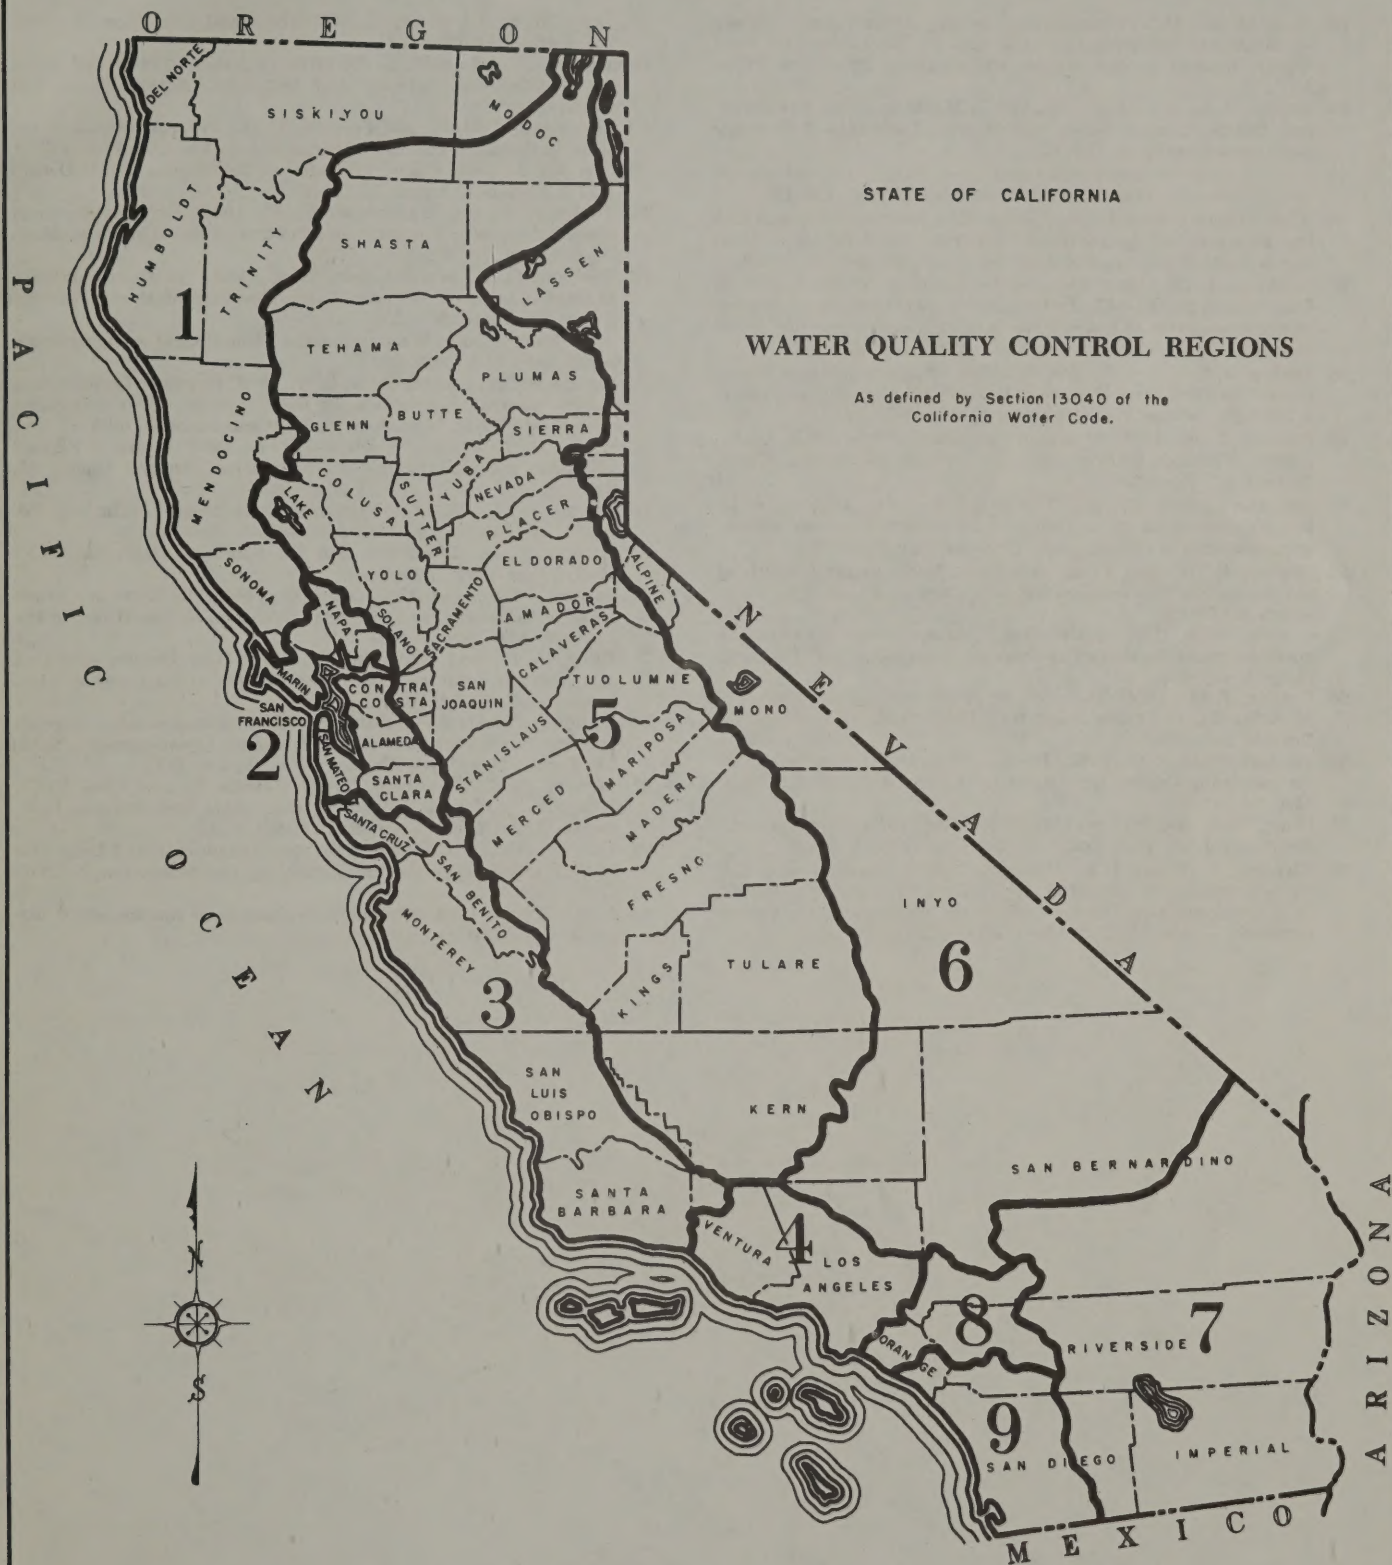 OREGON
DEL NORTE
SISKIYOU
MODOC
STATE OF CALIFORNIA
HUMBOLDT
TRINITY
SHASTA
LASSEN
1
WATER QUALITY CONTROL REGIONS
TEHAMA
PLUMAS
As defined by Section 13040 of the
California Water Code.
MENDOCINO
GLENN
BUTTE
SIERRA
LAKE
COLUSA
SUTTER
YUBA
NEVADA
PLACER
SONOMA
YOLO
EL DORADO
ALPINE
NAPA
SOLANO
SACRAMENTO
AMADOR
CALAVERAS
MARIN
CONTRA
COSTA
SAN
JOAQUIN
TUOLUMNE
5
MONO
NEVADA
SAN
FRANCISCO
2
SAN MATEO
ALAMEDA
STANISLAUS
MARIPOSA
SANTA
CLARA
MERCED
MADERA
SANTA CRUZ
SAN BENITO
FRESNO
PACIFIC
OCEAN
MONTEREY
INYO
6
TULARE
KINGS
3
SAN
LUIS
OBISPO
KERN
SAN BERNARDINO
ARIZONA
SANTA
BARBARA
VENTURA
4
LOS
ANGELES
8
7
ORANGE
RIVERSIDE
9
SAN DIEGO
IMPERIAL
MEXICO
N
S